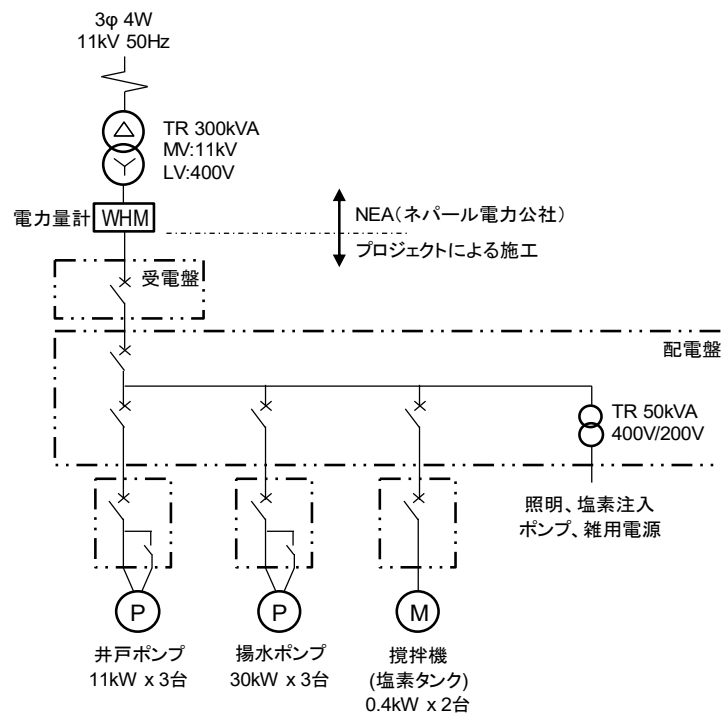 3φ 4W
11kV 50Hz
TR 300kVA
MV:11kV
LV:400V
電力量計
WHM
NEA(ネパール電力公社)
プロジェクトによる施工
受電盤
配電盤
TR 50kVA
400V/200V
照明、塩素注入
ポンプ、雑用電源
P
P
M
井戸ポンプ
11kW x 3台
揚水ポンプ
30kW x 3台
撹拌機
(塩素タンク)
0.4kW x 2台